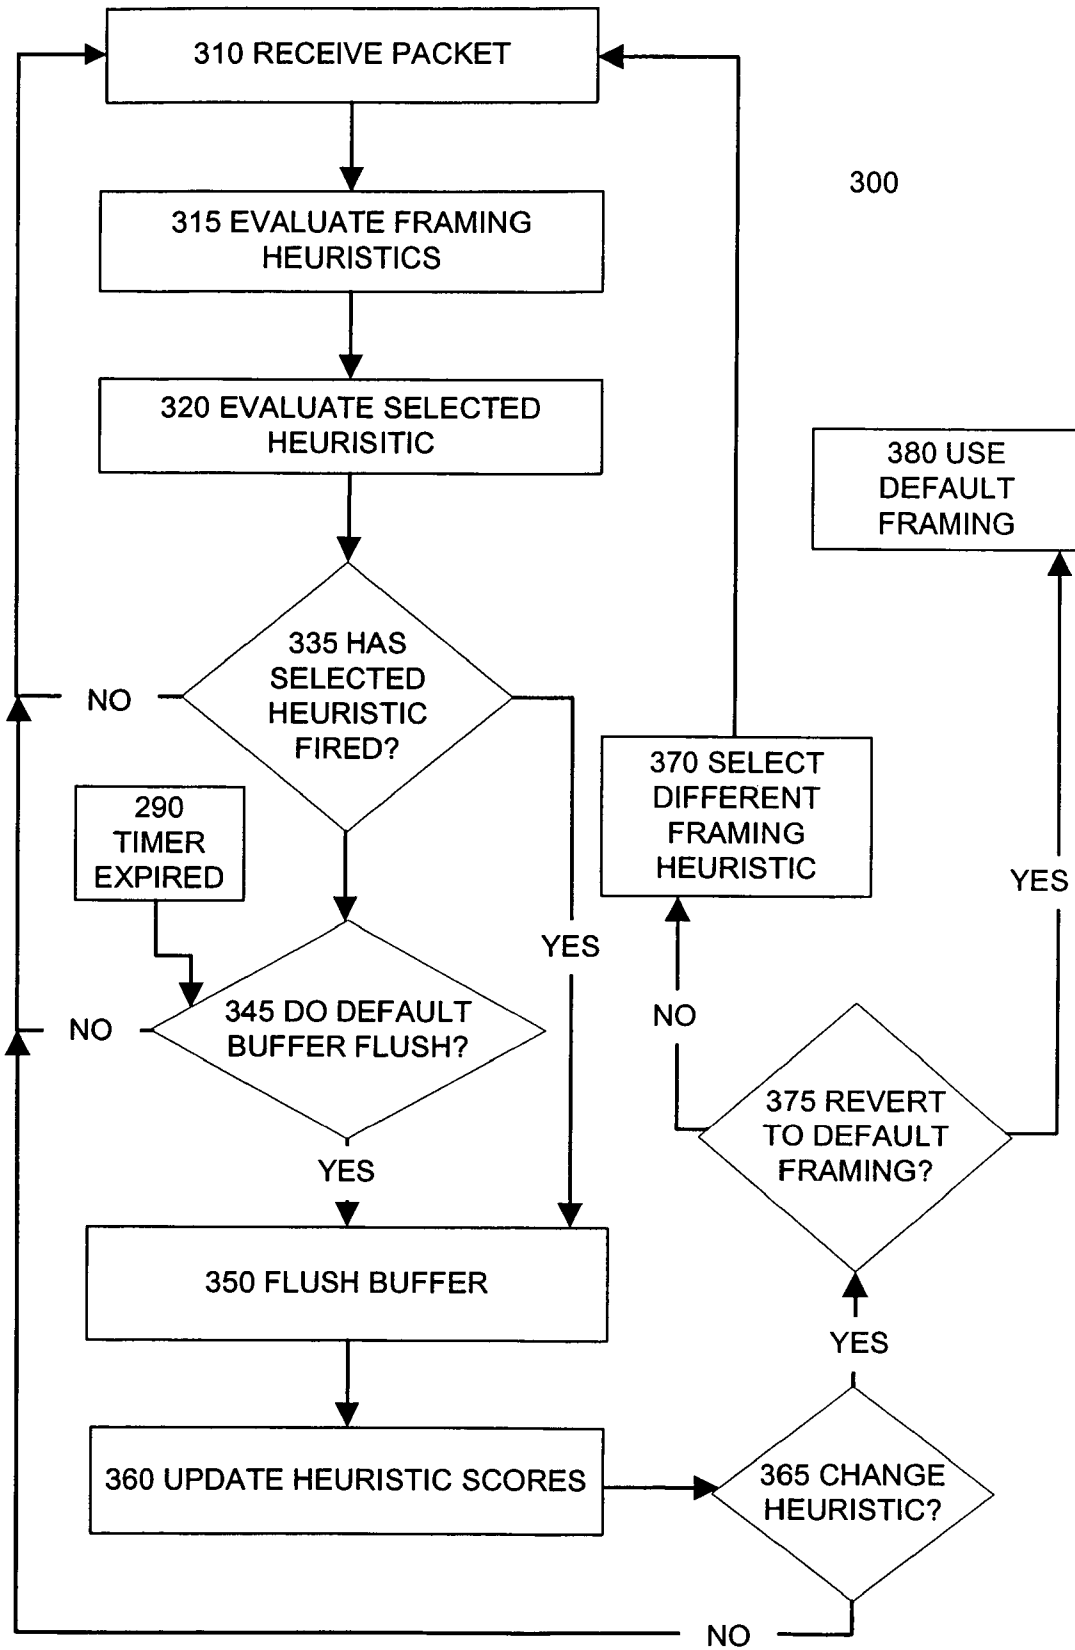 310 RECEIVE PACKET
300
315 EVALUATE FRAMING
HEURISTICS
320 EVALUATE SELECTED
HEURISITIC
380 USE
DEFAULT
FRAMING
335 HAS
SELECTED
HEURISTIC
FIRED?
NO
370 SELECT
DIFFERENT
FRAMING
HEURISTIC
290
TIMER
EXPIRED
YES
YES
345 DO DEFAULT
BUFFER FLUSH?
NO
NO
375 REVERT
TO DEFAULT
FRAMING?
YES
350 FLUSH BUFFER
YES
360 UPDATE HEURISTIC SCORES
365 CHANGE
HEURISTIC?
NO